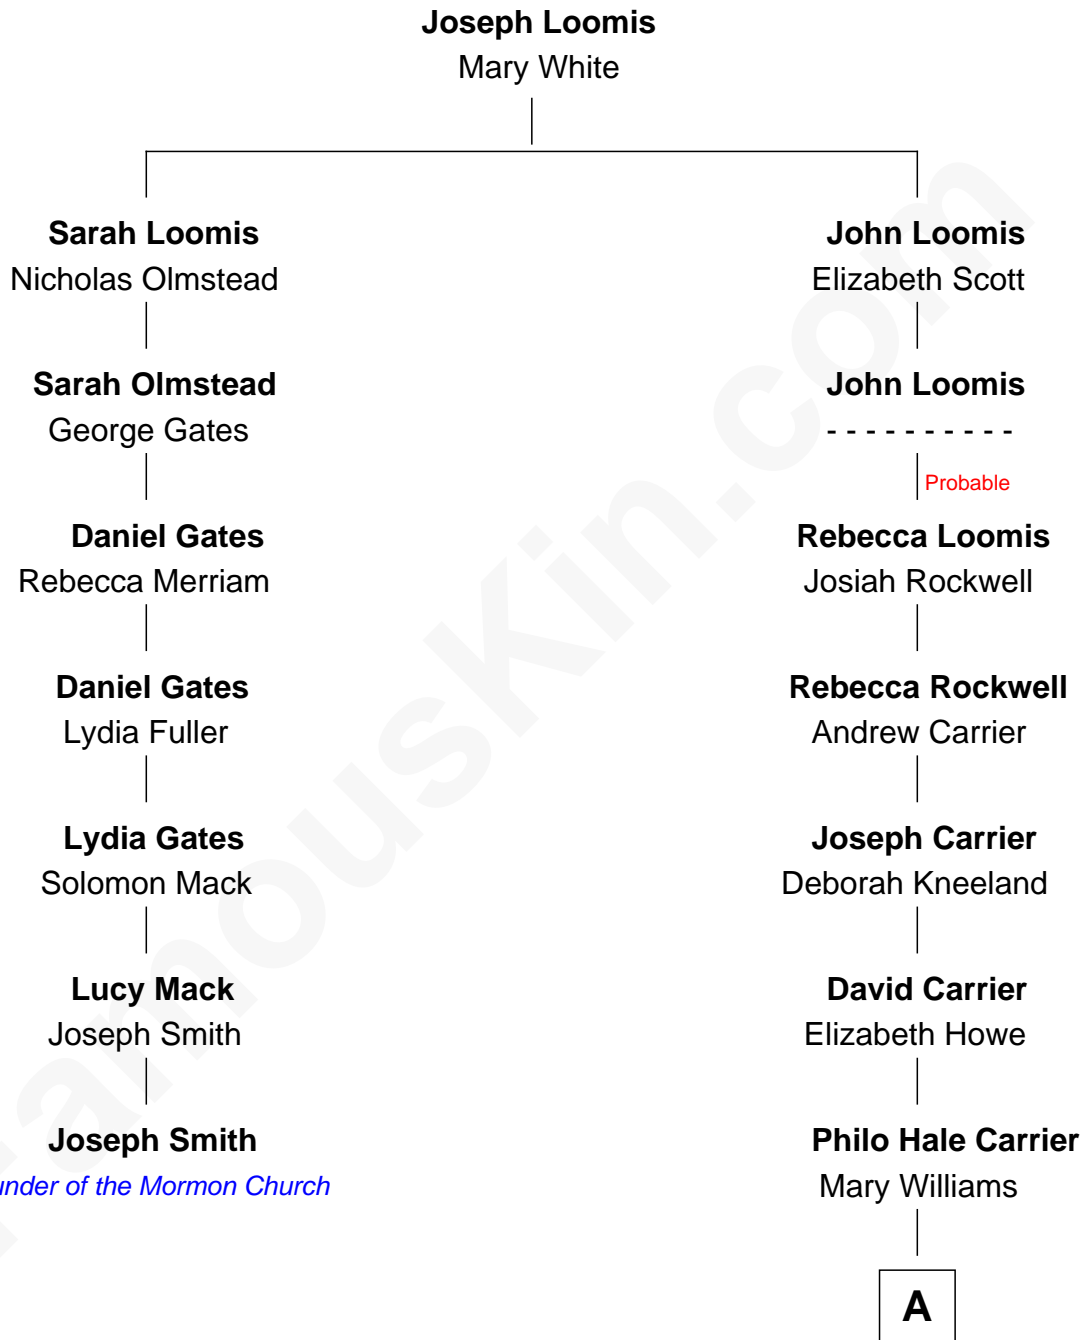 Joseph Loomis
Mary White
Sarah Loomis
Nicholas Olmstead
John Loomis
Elizabeth Scott
Sarah Olmstead
George Gates
John Loomis
- - - - - - - - - -
Probable
Daniel Gates
Rebecca Merriam
Rebecca Loomis
Josiah Rockwell
Daniel Gates
Lydia Fuller
Rebecca Rockwell
Andrew Carrier
Lydia Gates
Solomon Mack
Joseph Carrier
Deborah Kneeland
Lucy Mack
Joseph Smith
David Carrier
Elizabeth Howe
Joseph Smith
under of the Mormon Church
Philo Hale Carrier
Mary Williams
A
FamousKin.com